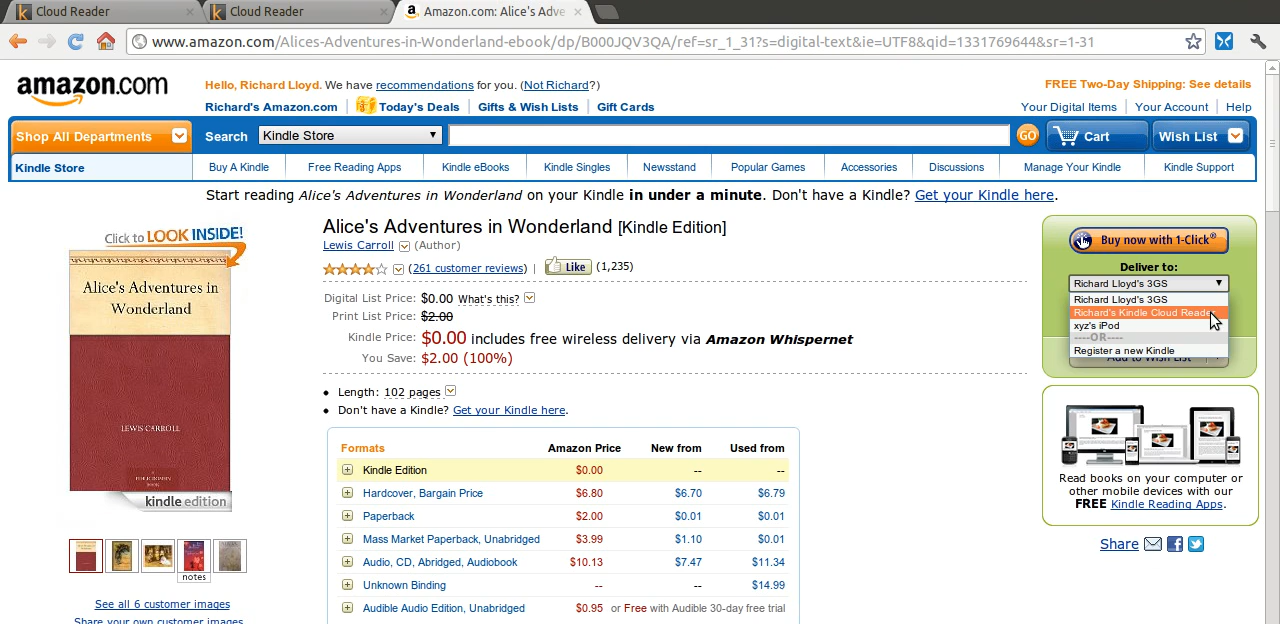 Cloud Reader
Cloud Reader
Amazon.com: Alice's Adve
www.amazon.com/Alices-Adventures-in-Wonderland-ebook/dp/B000JQV3QA/ref=sr_1_31?s=digital-text&ie=UTF8&qid=1331769644&sr=1-31
amazon.com
Hello, Richard Lloyd. We have recommendations for you. (Not Richard?)
FREE Two-Day Shipping: See details
Richard's Amazon.com Today's Deals Gifts & Wish Lists Gift Cards
Your Digital Items Your Account Help
Shop All Departments
Search Kindle Store
GO
Cart
Wish List
Kindle Store Buy A Kindle Free Reading Apps Kindle eBooks Kindle Singles Newsstand Popular Games Accessories Discussions Manage Your Kindle Kindle Support
Start reading Alice's Adventures in Wonderland on your Kindle in under a minute. Don't have a Kindle? Get your Kindle here.
Click to LOOK INSIDE!
Alice's Adventures in
Wonderland
LEWIS CARROLL
kindle edition
notes
See all 6 customer images
Share your own customer images
Alice's Adventures in Wonderland [Kindle Edition]
Lewis Carroll (Author)
(261 customer reviews) | Like (1,235)
Digital List Price: $0.00 What's this?
Print List Price: $2.00
Kindle Price: $0.00 includes free wireless delivery via Amazon Whispernet
You Save: $2.00 (100%)
• Length: 102 pages
• Don't have a Kindle? Get your Kindle here.
Formats Amazon Price New from Used from
Kindle Edition $0.00 -- --
Hardcover, Bargain Price $6.80 $6.70 $6.79
Paperback $2.00 $0.01 $0.01
Mass Market Paperback, Unabridged $3.99 $1.10 $0.01
Audio, CD, Abridged, Audiobook $10.13 $7.47 $11.34
Unknown Binding -- -- $14.99
Audible Audio Edition, Unabridged $0.95 or Free with Audible 30-day free trial
Buy now with 1-Click®
Deliver to:
Richard Lloyd's 3GS
Richard Lloyd's 3GS
Richard's Kindle Cloud Reader
xyz's iPod
----OR----
Register a new Kindle
Add to Wish List
Read books on your computer or
other mobile devices with our
FREE Kindle Reading Apps.
Share